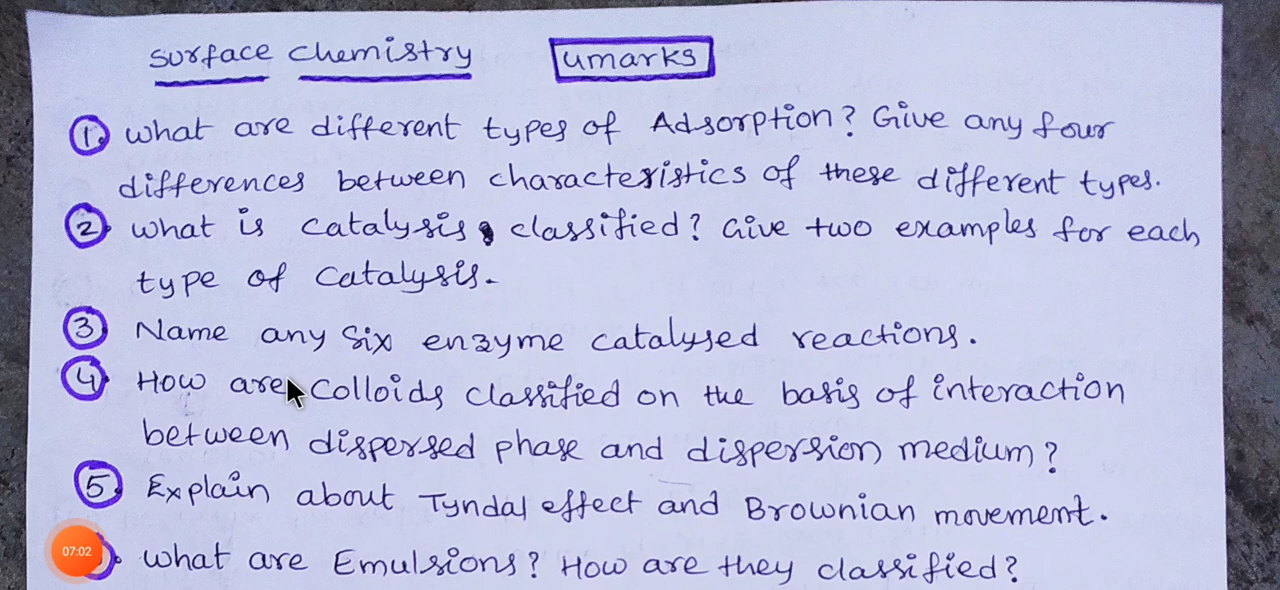 surface chemistry 4marks
1. what are different types of Adsorption? Give any four
differences between characteristics of these different types.
2. what is catalysis, classified? Give two examples for each
type of catalysis.
3 Name any six enzyme catalysed reactions.
4. How are Colloids classified on the basis of interaction
between dispersed phase and dispersion medium?
5. Explain about Tyndal effect and Brownian movement.
07:02 . what are Emulsions? How are they classified?